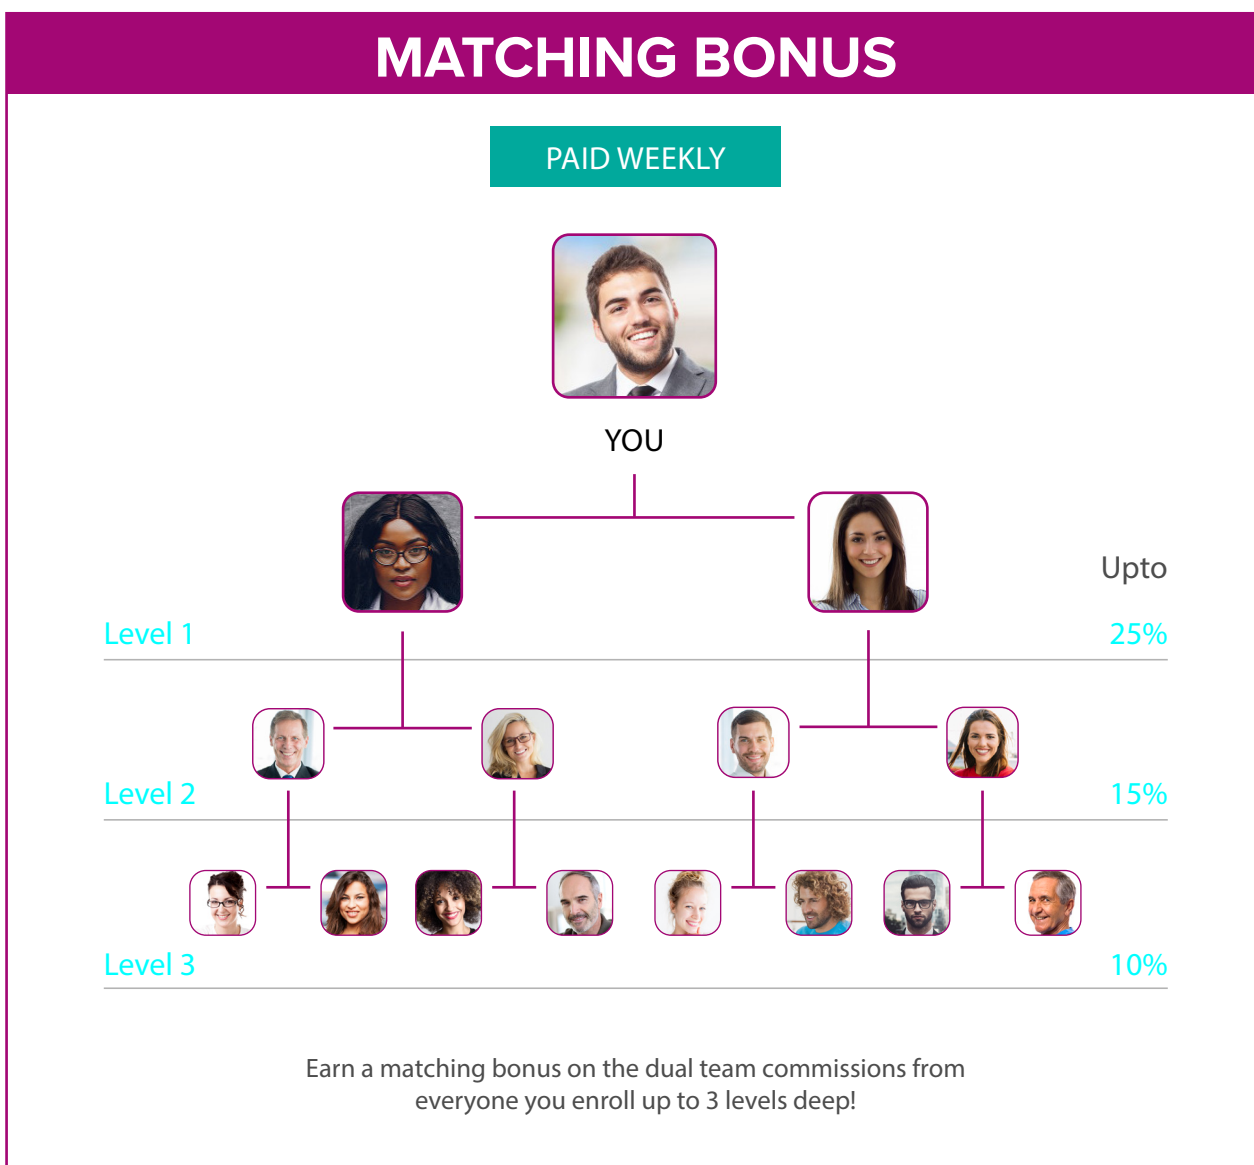 MATCHING BONUS
PAID WEEKLY
YOU
Upto
Level 1 25%
Level 2 15%
Level 3 10%
Earn a matching bonus on the dual team commissions from
everyone you enroll up to 3 levels deep!